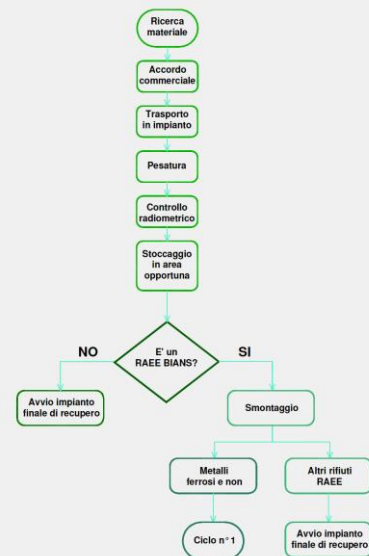 Ricerca
materiale
Accordo
commerciale
Trasporto
in impianto
Pesatura
Controllo
radiometrico
Stoccaggio
in area
opportuna
E' un
RAEE BIANS?
NO
SI
Avvio impianto
finale di recupero
Smontaggio
Metalli
ferrosi e non
Altri rifiuti
RAEE
Ciclo n° 1
Avvio impianto
finale di recupero